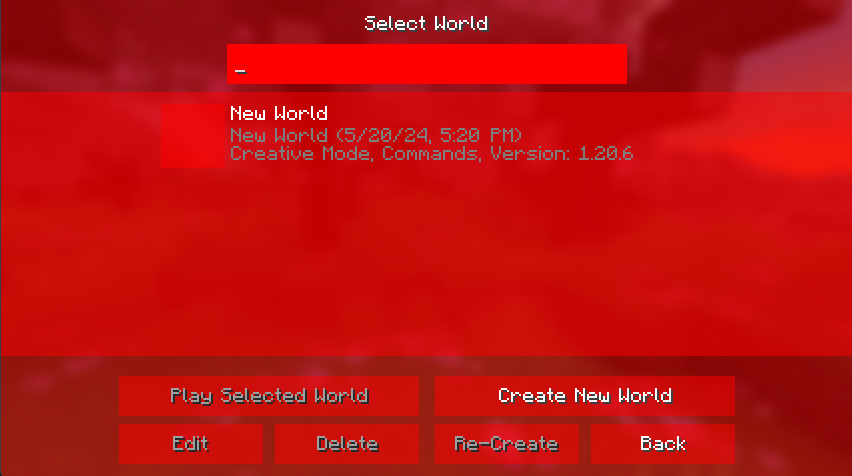 Select World
_
New World
New World (5/20/24, 5:20 PM)
Creative Mode, Commands, Version: 1.20.6
Play Selected World
Create New World
Edit
Delete
Re-Create
Back